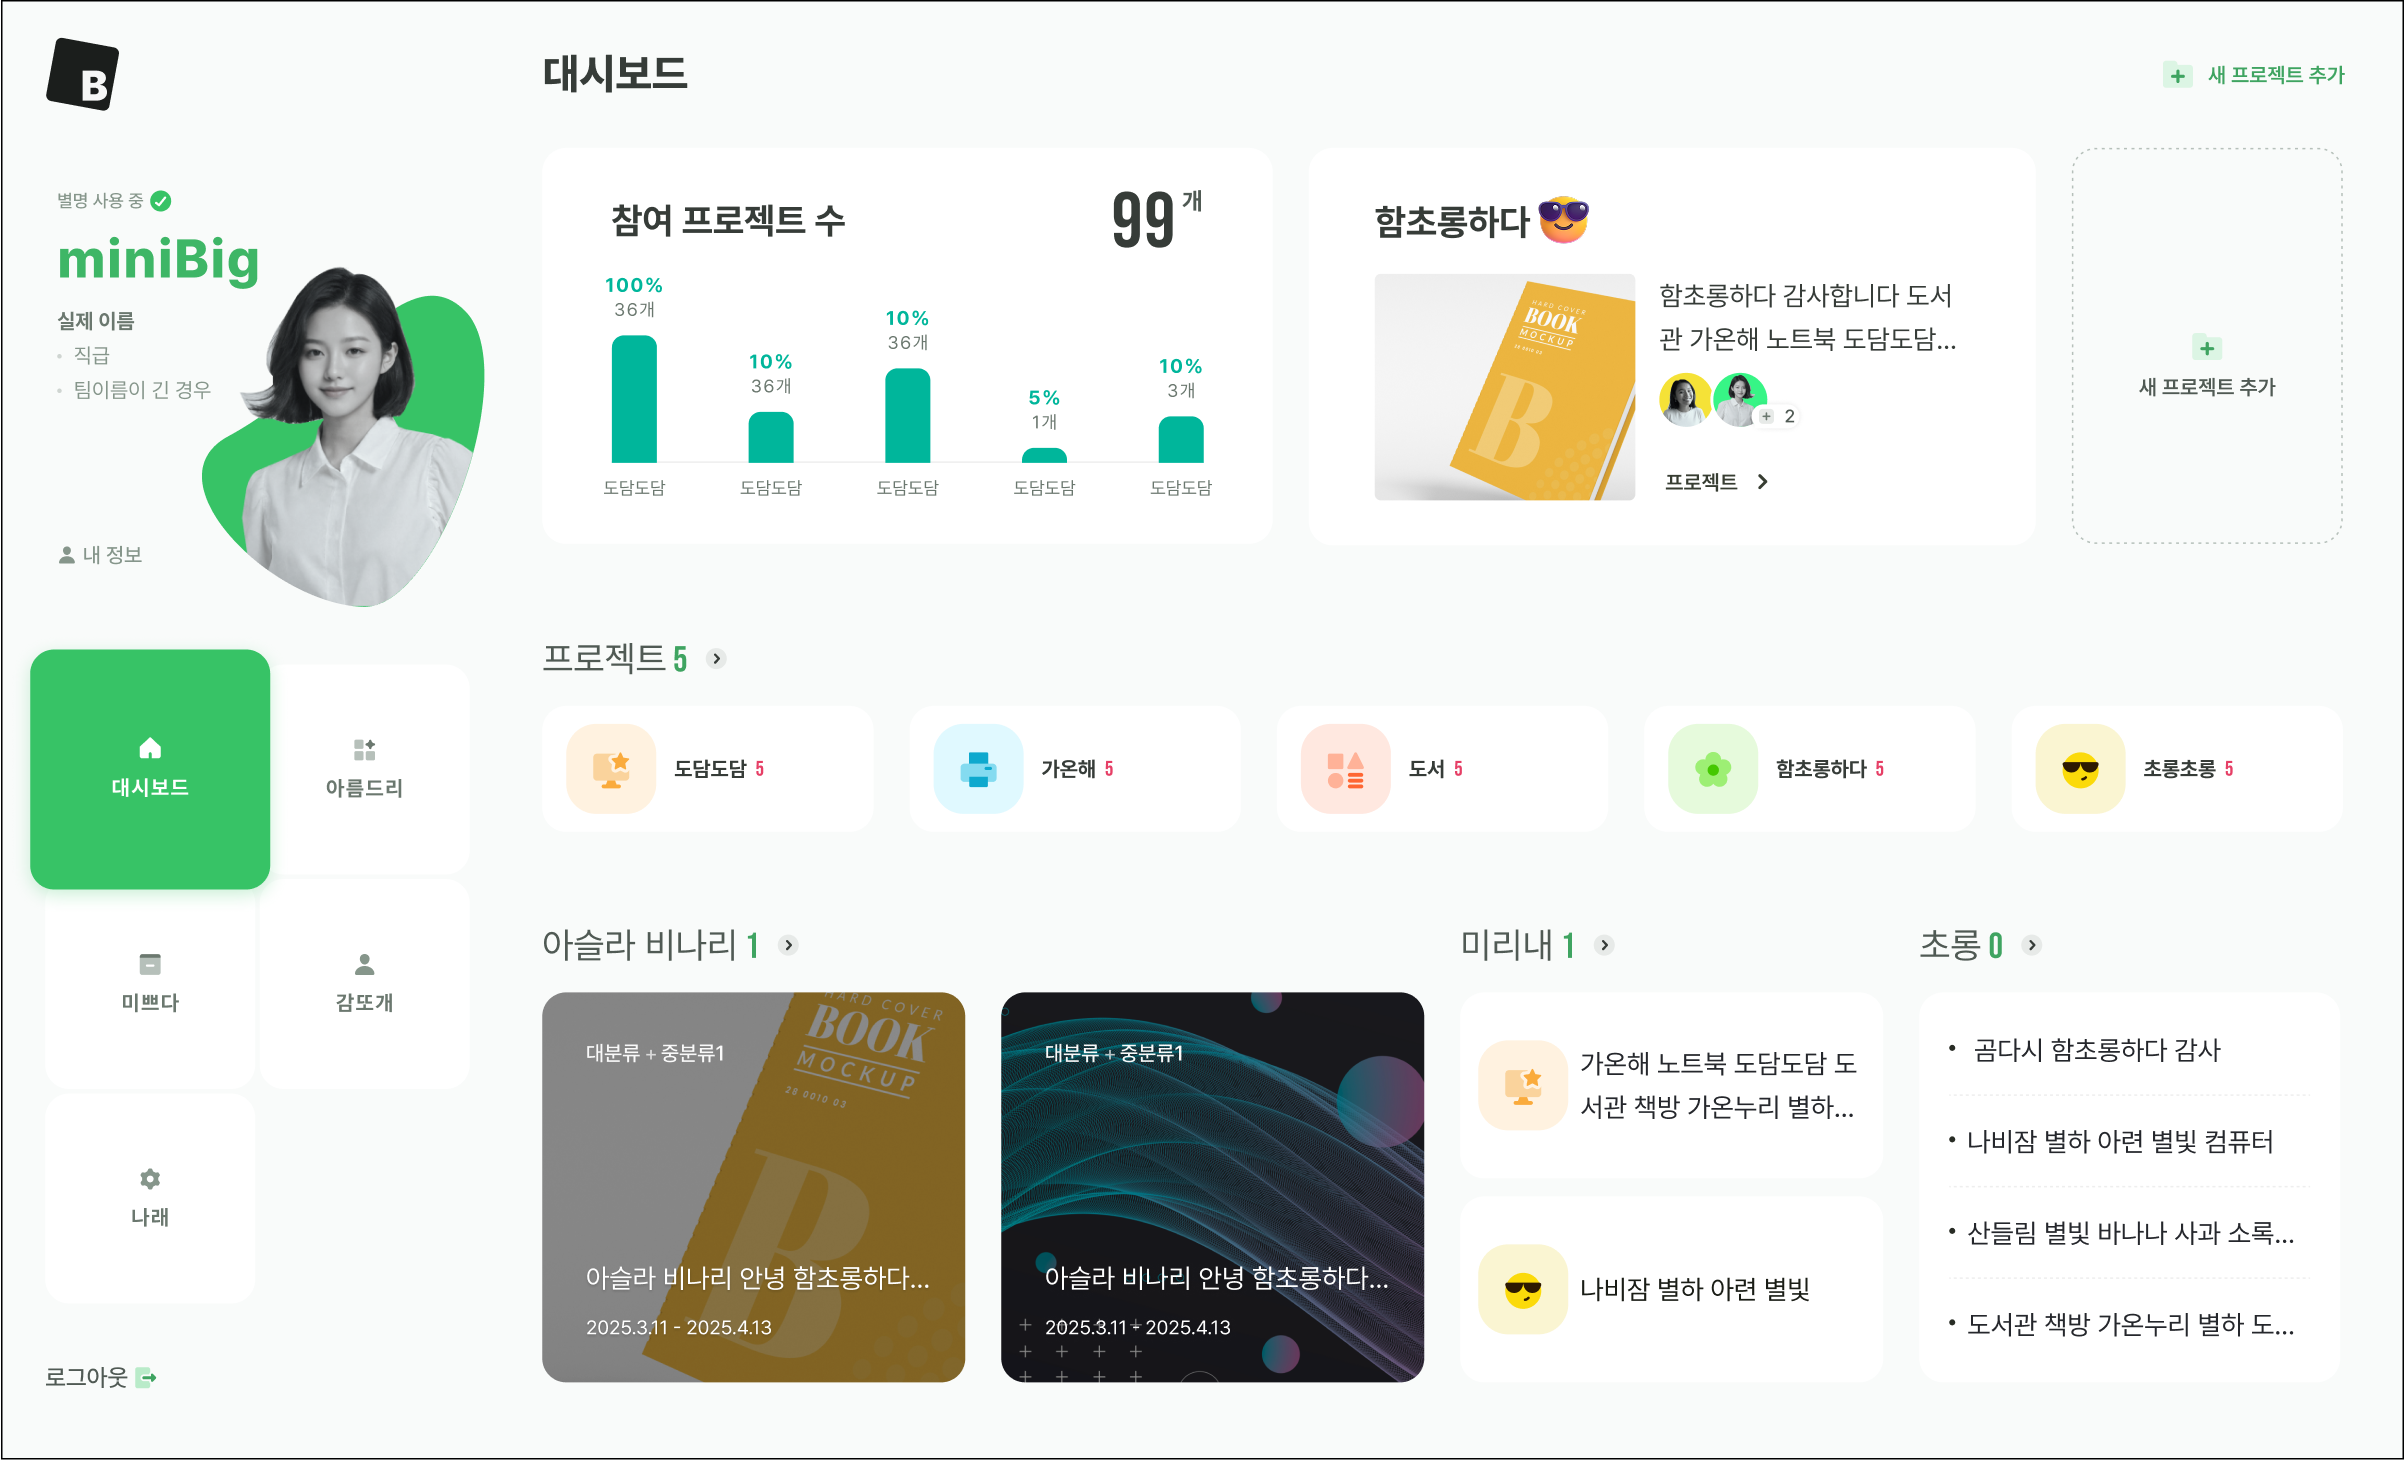 B
대시보드
새 프로젝트 추가
별명 사용 중
miniBig
실제 이름
• 직급
• 팀이름이 긴 경우
내 정보
대시보드
아름드리
미쁘다
감또개
나래
로그아웃
참여 프로젝트 수
99 개
100%
36개
10%
36개
10%
36개
5%
1개
10%
3개
도담도담 도담도담 도담도담 도담도담 도담도담
함초롱하다
HARD COVER
BOOK
MOCKUP
28 0010 03
B
함초롱하다 감사합니다 도서
관 가온해 노트북 도담도담...
+ 2
프로젝트
새 프로젝트 추가
프로젝트 5
도담도담 5
가온해 5
도서 5
함초롱하다 5
초롱초롱 5
아슬라 비나리 1
대분류 + 중분류1
HARD COVER
BOOK
MOCKUP
28 0010 03
B
아슬라 비나리 안녕 함초롱하다...
2025.3.11 - 2025.4.13
대분류 + 중분류1
아슬라 비나리 안녕 함초롱하다...
2025.3.11 - 2025.4.13
미리내 1
가온해 노트북 도담도담 도
서관 책방 가온누리 별하...
나비잠 별하 아련 별빛
초롱 0
• 곰다시 함초롱하다 감사
• 나비잠 별하 아련 별빛 컴퓨터
• 산들림 별빛 바나나 사과 소록...
• 도서관 책방 가온누리 별하 도...